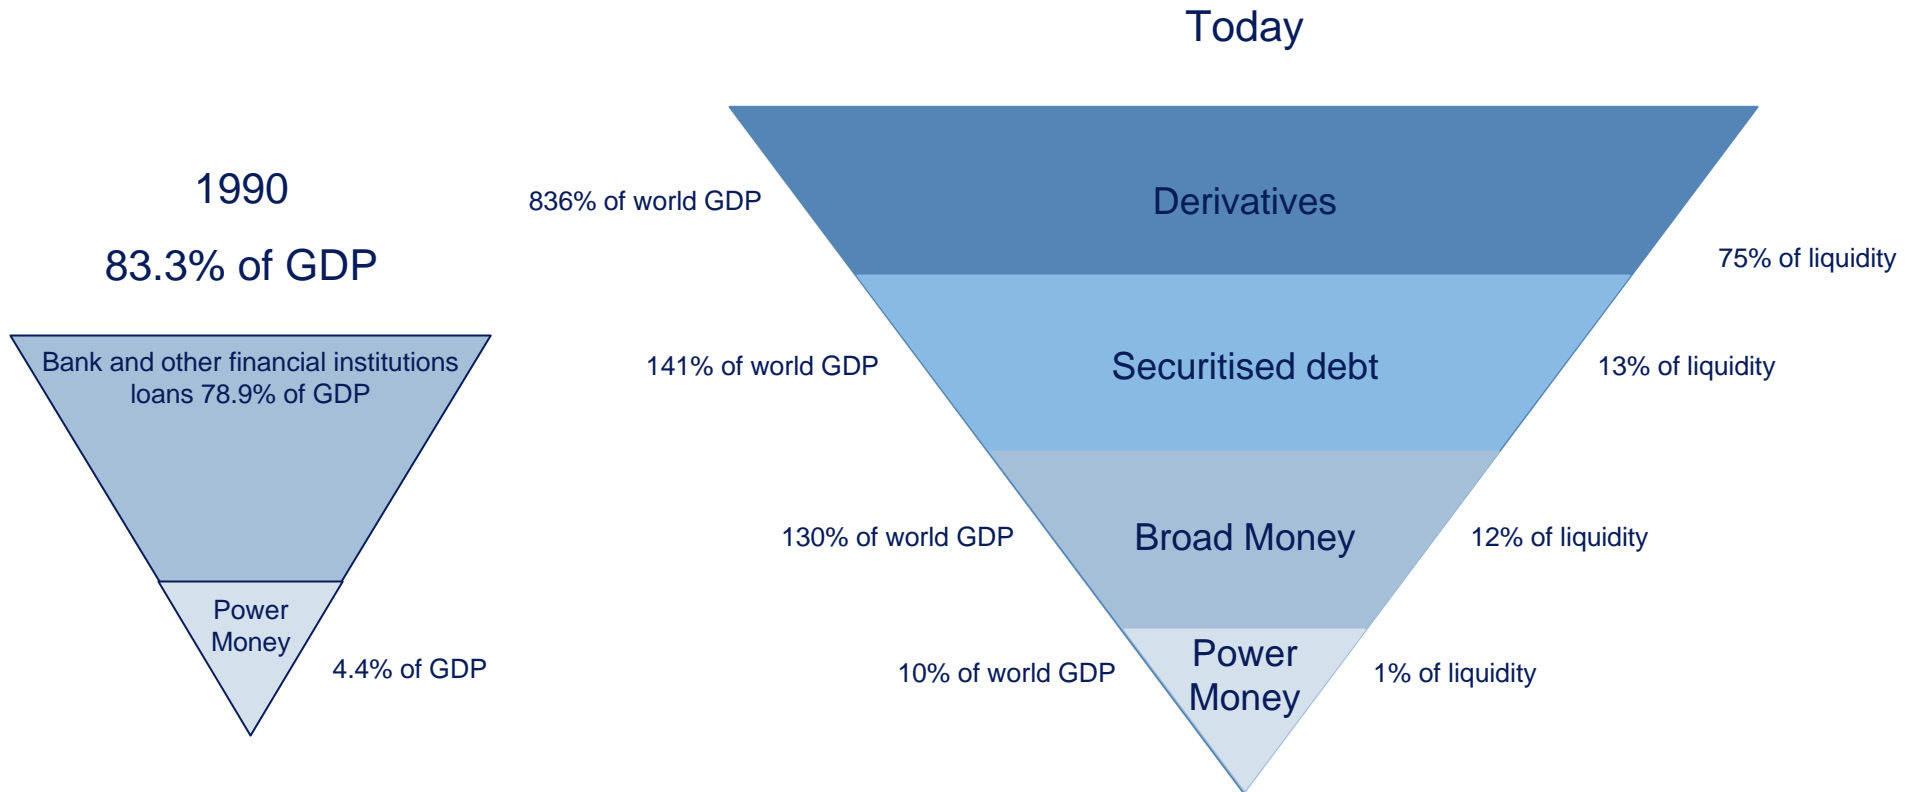 1990
83.3% of GDP
Bank and other financial institutions
loans 78.9% of GDP
Power
Money
4.4% of GDP
Today
836% of world GDP
Derivatives
75% of liquidity
141% of world GDP
Securitised debt
13% of liquidity
130% of world GDP
Broad Money
12% of liquidity
10% of world GDP
Power
Money
1% of liquidity